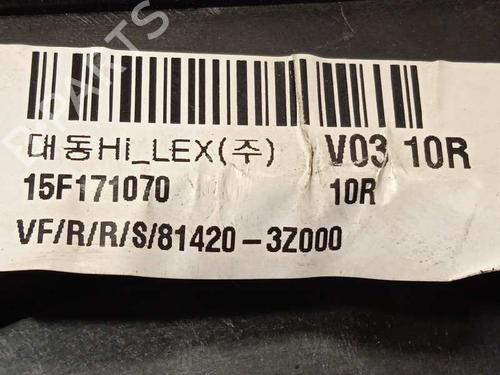 대동Hi_LEX(주) V03 10R
15F171070 10R
VF/R/R/S/81420-3Z000